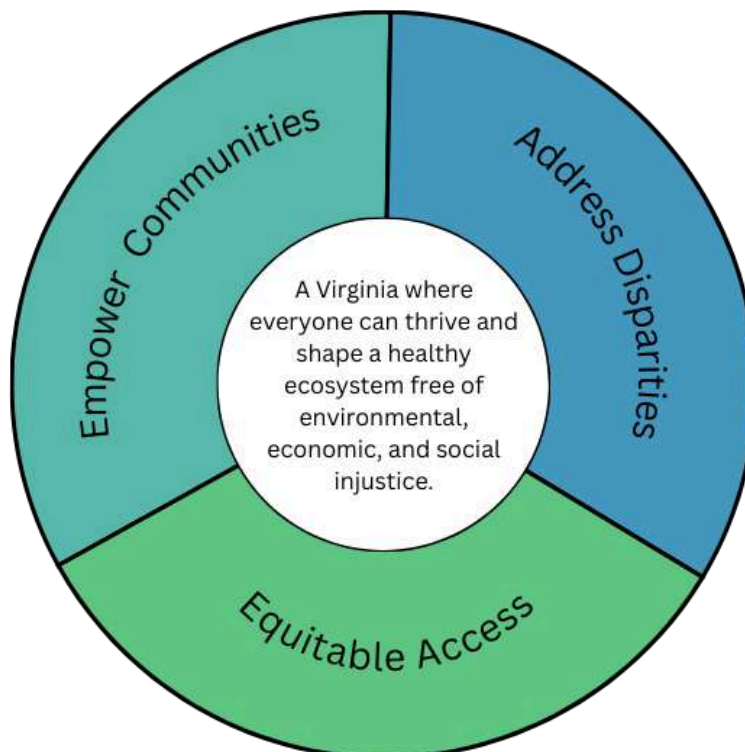 Empower Communities
Address Disparities
A Virginia where
everyone can thrive and
shape a healthy
ecosystem free of
environmental,
economic, and social
injustice.
Equitable Access